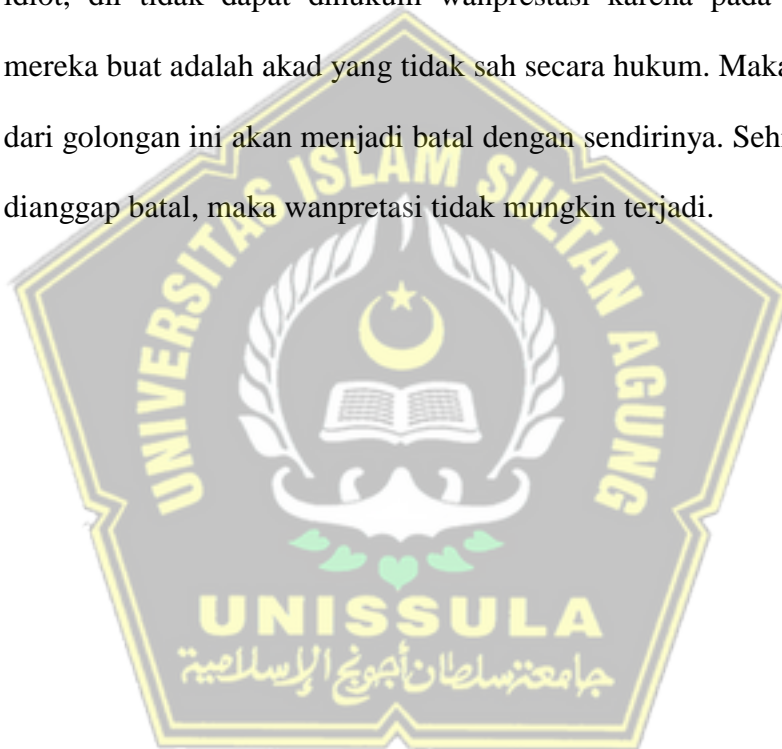 idiot, dll tidak dapat dihukum wanprestasi karena pada
mereka buat adalah akad yang tidak sah secara hukum. Maka
dari golongan ini akan menjadi batal dengan sendirinya.
dianggap batal, maka wanpretasi tidak mungkin terjadi.
UNIVERSITAS ISLAM SULTAN AGUNG
UNISSULA
جامعة سلطان أجونج الإسلامية